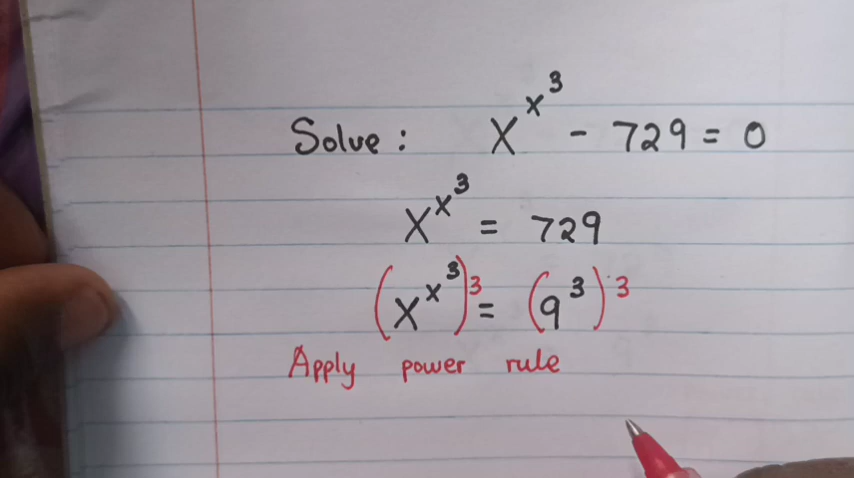 Solve : x^x^3 - 729 = 0
x^x^3 = 729
(x^x^3)^3 = (9^3)^3
Apply power rule